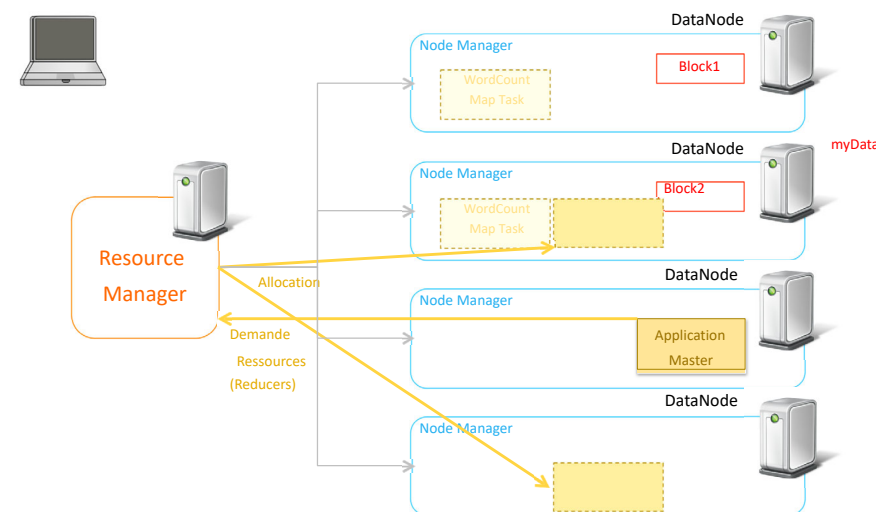 DataNode
Node Manager
Block1
WordCount
Map Task
DataNode
myData
Node Manager
Block2
WordCount
Map Task
Resource
Manager
Allocation
DataNode
Node Manager
Demande
Ressources
(Reducers)
Application
Master
DataNode
Node Manager